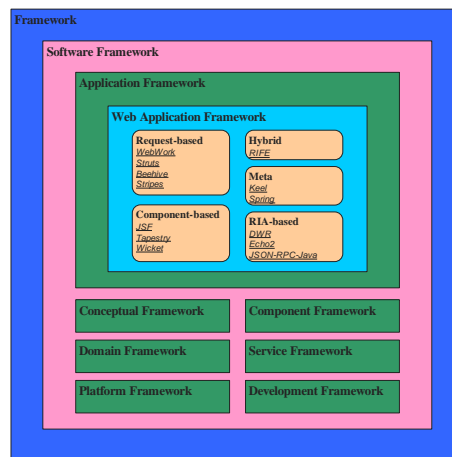 Framework
Software Framework
Application Framework
Web Application Framework
Request-based
WebWork
Struts
Beehive
Stripes
Hybrid
RIFE
Meta
Keel
Spring
Component-based
JSF
Tapestry
Wicket
RIA-based
DWR
Echo2
JSON-RPC-Java
Conceptual Framework
Component Framework
Domain Framework
Service Framework
Platform Framework
Development Framework